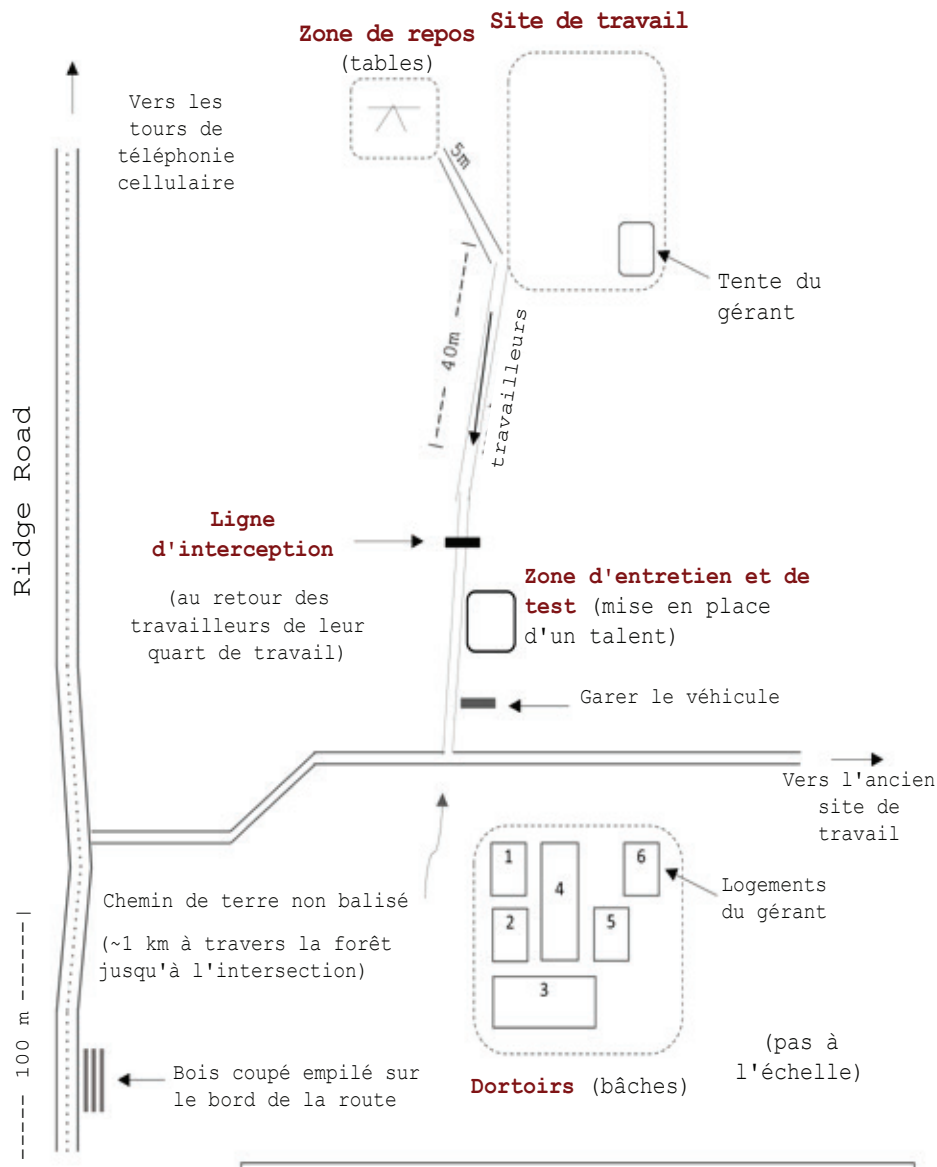 Site de travail
Zone de repos
(tables)
Vers les
tours de
téléphonie
cellulaire
5m
Tente du
gérant
40m
travailleurs
Ridge Road
Ligne
d'interception
(au retour des
travailleurs de leur
quart de travail)
Zone d'entretien et de
test (mise en place
d'un talent)
Garer le véhicule
Vers l'ancien
site de
travail
Chemin de terre non balisé
(~1 km à travers la forêt
jusqu'à l'intersection)
1
2
3
4
5
6
Logements
du gérant
100 m
Bois coupé empilé sur
le bord de la route
Dortoirs (bâches)
(pas à
l'échelle)